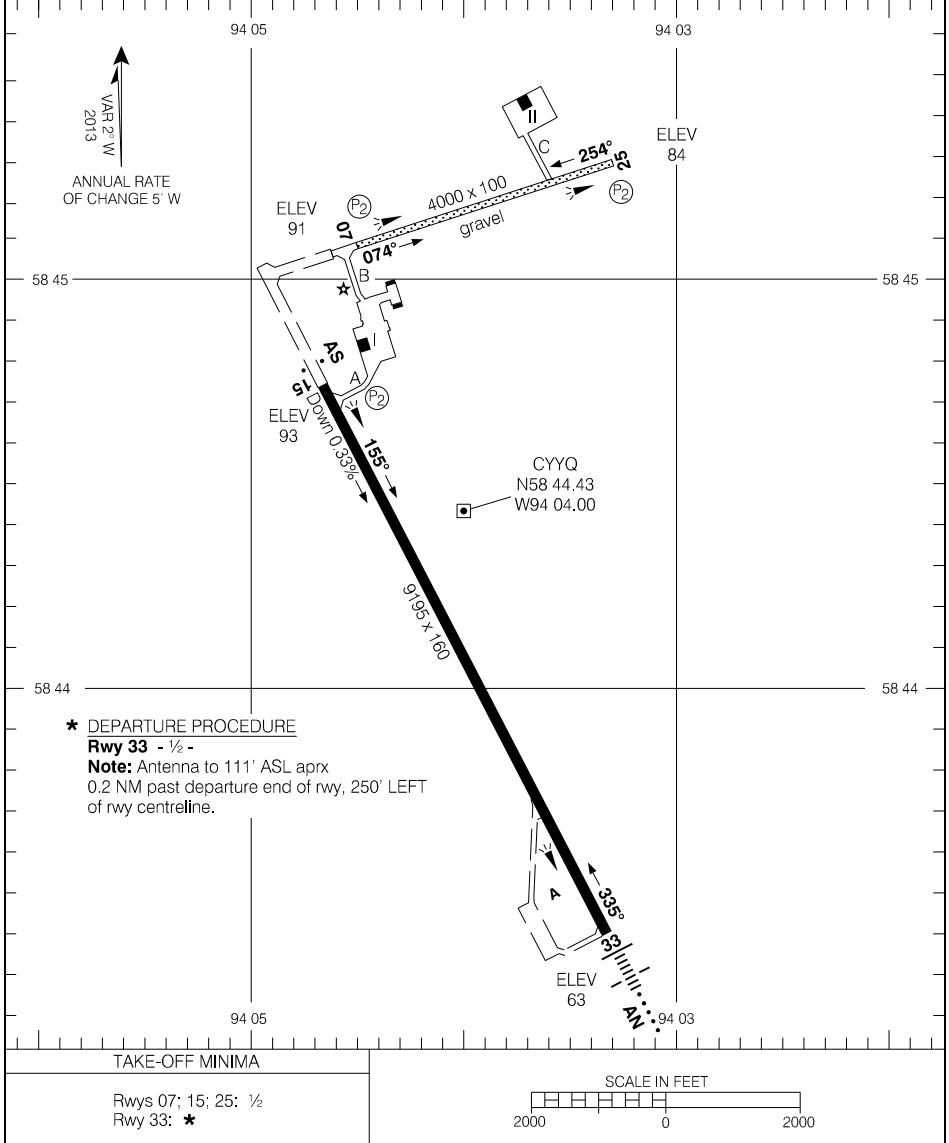 94 05
94 03
VAR 2° W
2013
ANNUAL RATE
OF CHANGE 5' W
II
C
ELEV
84
254°
25
P2
4000 x 100
gravel
ELEV
91
P2
07
074°
B
58 45
58 45
I
AS
A
15
P2
ELEV
93
Down 0.33%
155°
CYYQ
N58 44.43
W94 04.00
9195 x 160
58 44
58 44
* DEPARTURE PROCEDURE
Rwy 33 - ½ -
Note: Antenna to 111' ASL aprx
0.2 NM past departure end of rwy, 250' LEFT
of rwy centreline.
A
335°
33
ELEV
63
AN
94 05
94 03
TAKE-OFF MINIMA
Rwys 07; 15; 25: ½
Rwy 33: *
SCALE IN FEET
2000
0
2000